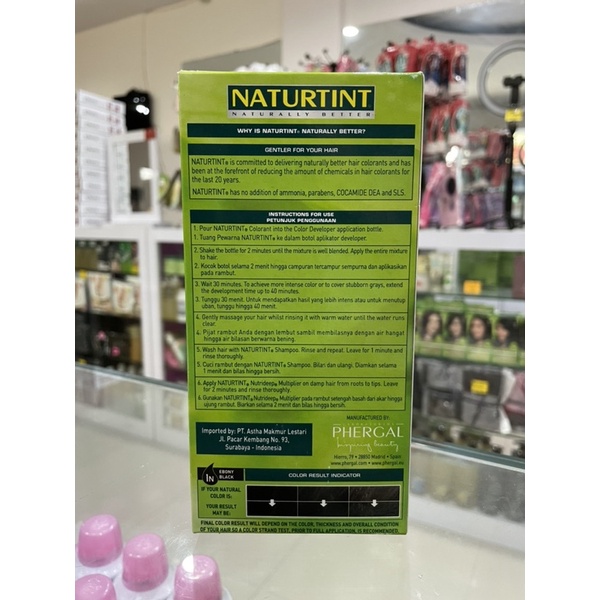 NATURTINT®
NATURALLY BETTER
WHY IS NATURTINT® NATURALLY BETTER?
GENTLER FOR YOUR HAIR
NATURTINT® is committed to delivering naturally better hair colorants and has
been at the forefront of reducing the amount of chemicals in hair colorants for
the last 20 years.
NATURTINT® has no addition of ammonia, parabens, COCAMIDE DEA and SLS.
INSTRUCTIONS FOR USE
PETUNJUK PENGGUNAAN
1. Pour NATURTINT® Colorant into the Color Developer application bottle.
1. Tuang Pewarna NATURTINT® ke dalam botol aplikator developer.
2. Shake the bottle for 2 minutes until the mixture is well blended. Apply the entire mixture
to hair.
2. Kocok botol selama 2 menit hingga campuran tercampur sempurna dan aplikasikan
pada rambut.
3. Wait 30 minutes. To achieve more intense color or to cover stubborn grays, extend
the development time up to 40 minutes.
3. Tunggu 30 menit. Untuk mendapatkan hasil yang lebih intens atau untuk menutup
uban, tunggu hingga 40 menit.
4. Gently massage your hair whilst rinsing it with warm water until the water runs
clear.
4. Pijat rambut Anda dengan lembut sambil membilasnya dengan air hangat
hingga air bilasan berwarna bening.
5. Wash hair with NATURTINT® Shampoo. Rinse and repeat. Leave for 1 minute and
rinse thoroughly.
5. Cuci rambut dengan NATURTINT® Shampoo. Bilas dan ulangi. Diamkan selama
1 menit dan bilas hingga bersih.
6. Apply NATURTINT® Nutrideep® Multiplier on damp hair from roots to tips. Leave
for 2 minutes and rinse thoroughly.
6. Gunakan NATURTINT® Nutrideep® Multiplier pada rambut setengah basah dari akar hingga
ujung rambut. Biarkan selama 2 menit dan bilas hingga bersih.
MANUFACTURED BY:
PHERGAL
Inspiring beauty
Hierro, 79 • 28850 Madrid • Spain
www.phergal.com • www.phergal.es
Imported by: PT. Astha Makmur Lestari
Jl. Pacar Kembang No. 93,
Surabaya - Indonesia
1N
EBONY
BLACK
COLOR RESULT INDICATOR
IF YOUR NATURAL
COLOR IS:
YOUR RESULT
MAY BE:
FINAL COLOR RESULT WILL DEPEND ON THE COLOR, THICKNESS AND OVERALL CONDITION
OF YOUR HAIR SO A COLOR STRAND TEST, PRIOR TO FULL APPLICATION, IS RECOMMENDED.